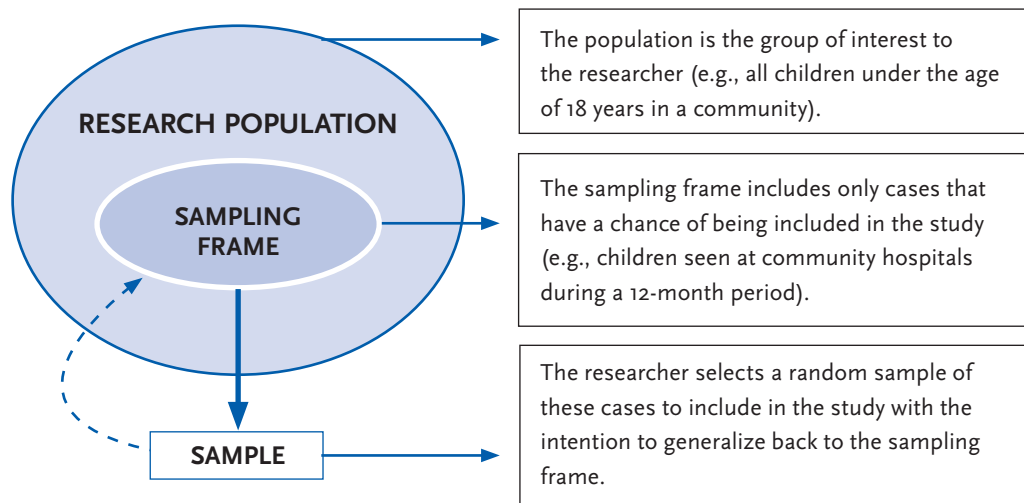 The population is the group of interest to
the researcher (e.g., all children under the age
of 18 years in a community).
RESEARCH POPULATION
SAMPLING
FRAME
The sampling frame includes only cases that
have a chance of being included in the study
(e.g., children seen at community hospitals
during a 12-month period).
The researcher selects a random sample of
these cases to include in the study with the
intention to generalize back to the sampling
frame.
SAMPLE